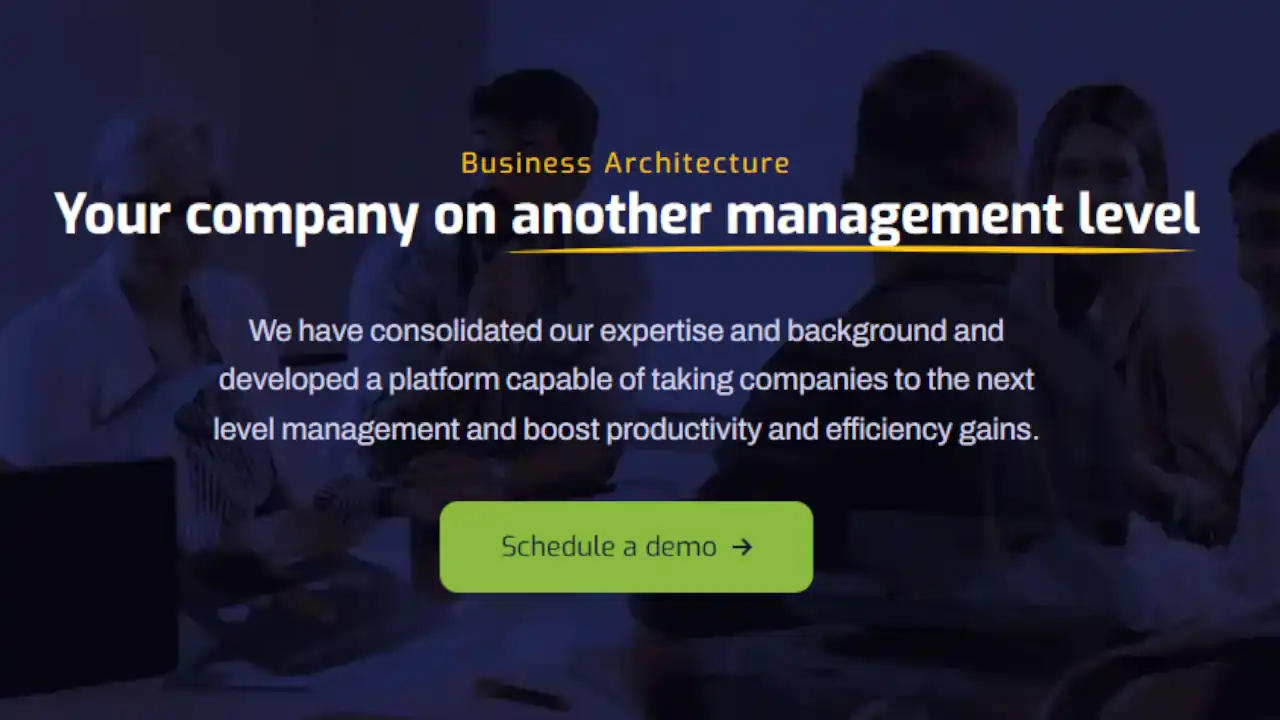 Business Architecture
Your company on another management level
We have consolidated our expertise and background and
developed a platform capable of taking companies to the next
level management and boost productivity and efficiency gains.
Schedule a demo →